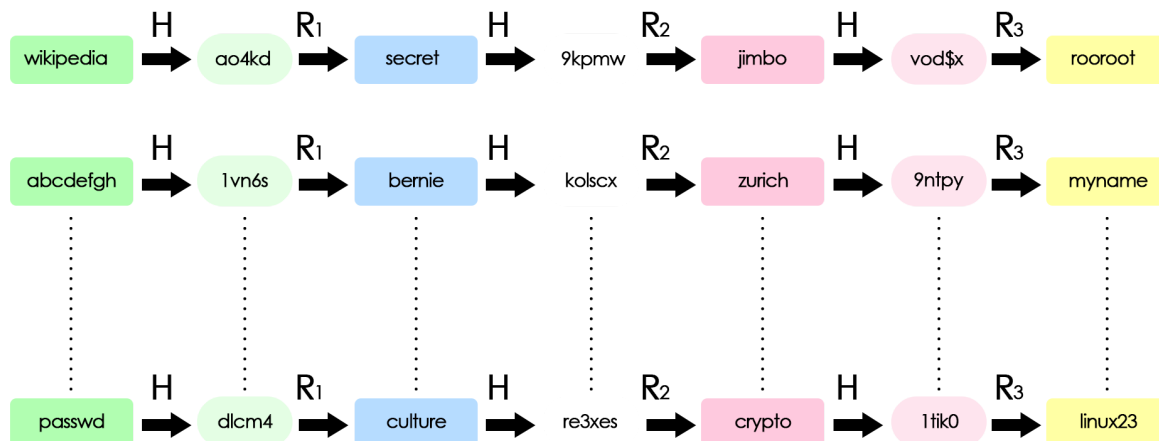 H R1 H R2 H R3
wikipedia ao4kd secret 9kpmw jimbo vod$x rooroot
H R1 H R2 H R3
abcdefgh 1vn6s bernie kolscx zurich 9ntpy myname
H R1 H R2 H R3
passwd dlcm4 culture re3xes crypto 1tik0 linux23